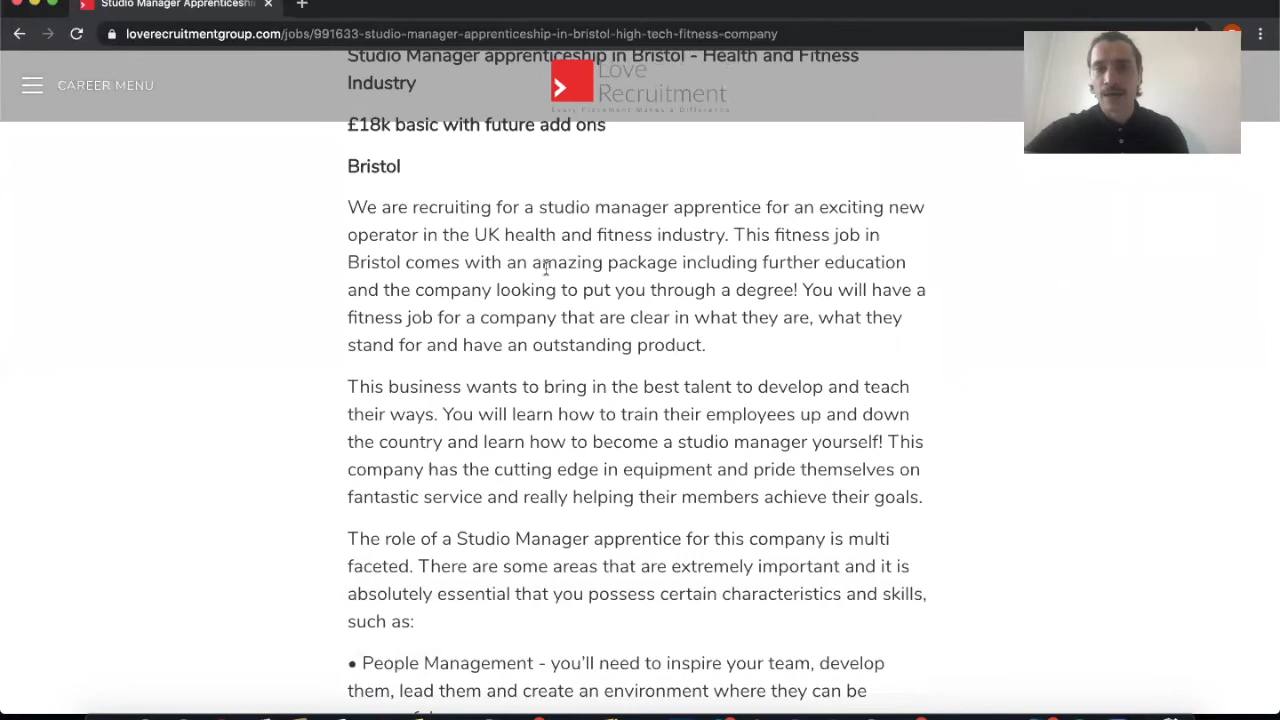 Studio Manager Apprenticeshi
loverecruitmentgroup.com/jobs/991633-studio-manager-apprenticeship-in-bristol-high-tech-fitness-company
CAREER MENU
Love
Recruitment
Every Placement Makes a Difference
Studio Manager apprenticeship in Bristol - Health and Fitness
Industry
£18k basic with future add ons
Bristol
We are recruiting for a studio manager apprentice for an exciting new
operator in the UK health and fitness industry. This fitness job in
Bristol comes with an amazing package including further education
and the company looking to put you through a degree! You will have a
fitness job for a company that are clear in what they are, what they
stand for and have an outstanding product.
This business wants to bring in the best talent to develop and teach
their ways. You will learn how to train their employees up and down
the country and learn how to become a studio manager yourself! This
company has the cutting edge in equipment and pride themselves on
fantastic service and really helping their members achieve their goals.
The role of a Studio Manager apprentice for this company is multi
faceted. There are some areas that are extremely important and it is
absolutely essential that you possess certain characteristics and skills,
such as:
• People Management - you’ll need to inspire your team, develop
them, lead them and create an environment where they can be